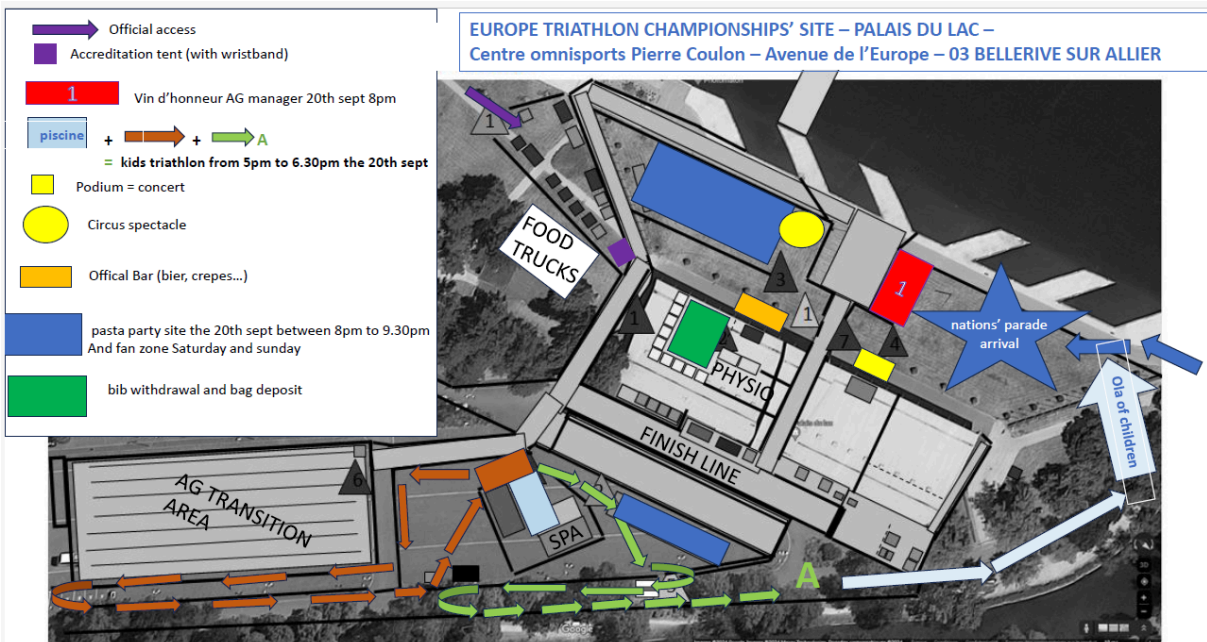 EUROPE TRIATHLON CHAMPIONSHIPS' SITE – PALAIS DU LAC –
Centre omnisports Pierre Coulon – Avenue de l'Europe – 03 BELLERIVE SUR ALLIER
Official access
Accreditation tent (with wristband)
1
Vin d'honneur AG manager 20th sept 8pm
piscine + + A
= kids triathlon from 5pm to 6.30pm the 20th sept
Podium = concert
Circus spectacle
Offical Bar (bier, crepes...)
pasta party site the 20th sept between 8pm to 9.30pm
And fan zone Saturday and sunday
bib withdrawal and bag deposit
1
FOOD
TRUCKS
3
1
1
1
2
7
4
nations' parade
arrival
PHYSIO
Ola of children
FINISH LINE
6
AG TRANSITION
AREA
2
SPA
A
3D
Google